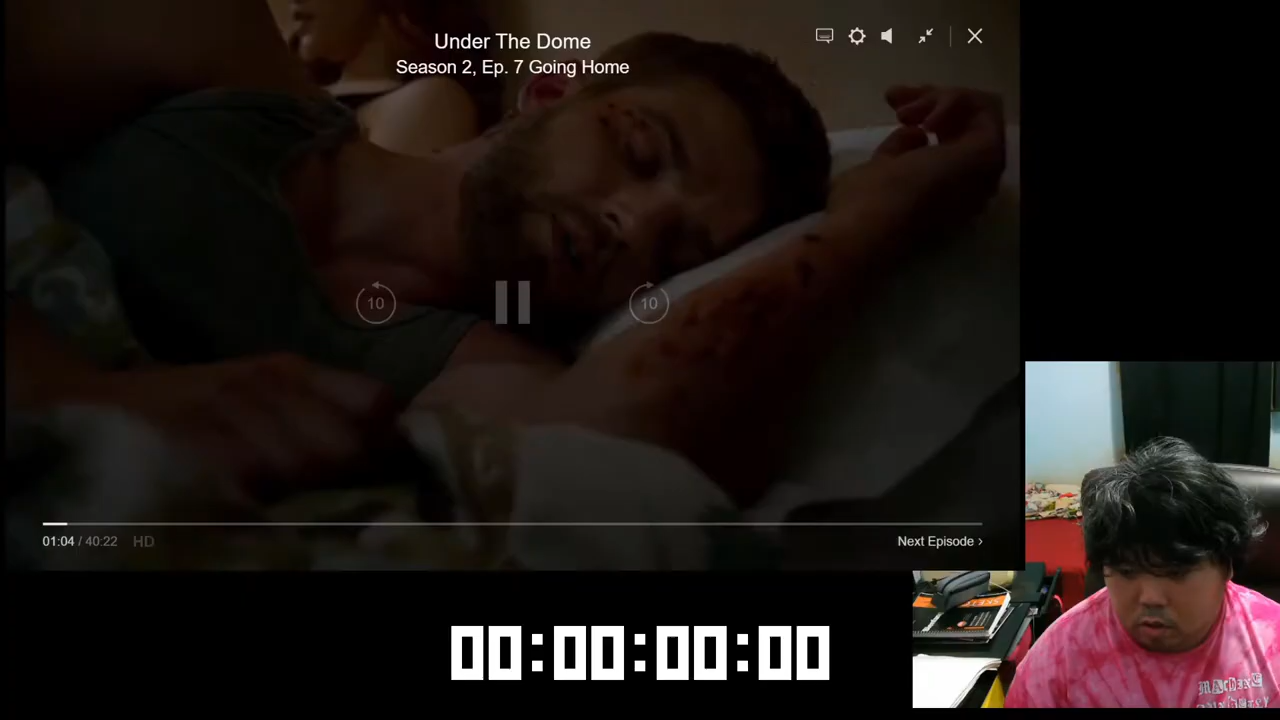 Under The Dome
Season 2, Ep. 7 Going Home
10
10
01:04 / 40:22 HD
Next Episode ›
00:00:00:00
MACHINE